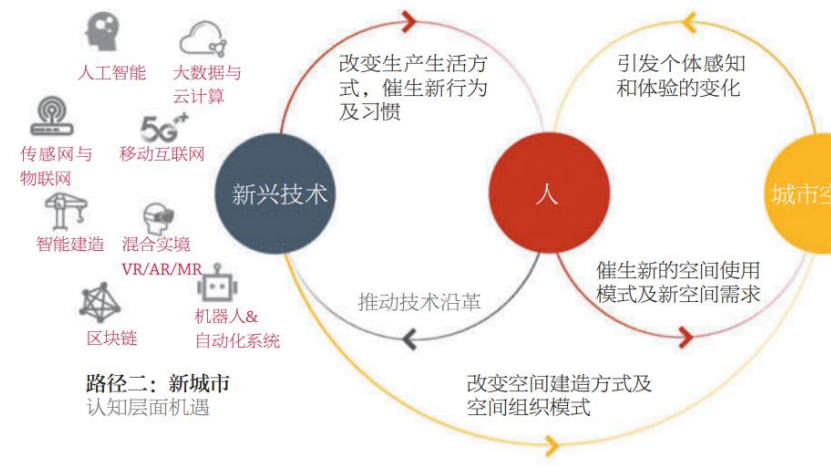 人工智能
大数据与
云计算
5G++
传感网与
物联网
移动互联网
智能建造
混合实境
VR/AR/MR
区块链
机器人&
自动化系统
新兴技术
改变生产生活方
式，催生新行为
及习惯
人
引发个体感知
和体验的变化
城市空
推动技术沿革
催生新的空间使用
模式及新空间需求
改变空间建造方式及
空间组织模式
路径二：新城市
认知层面机遇